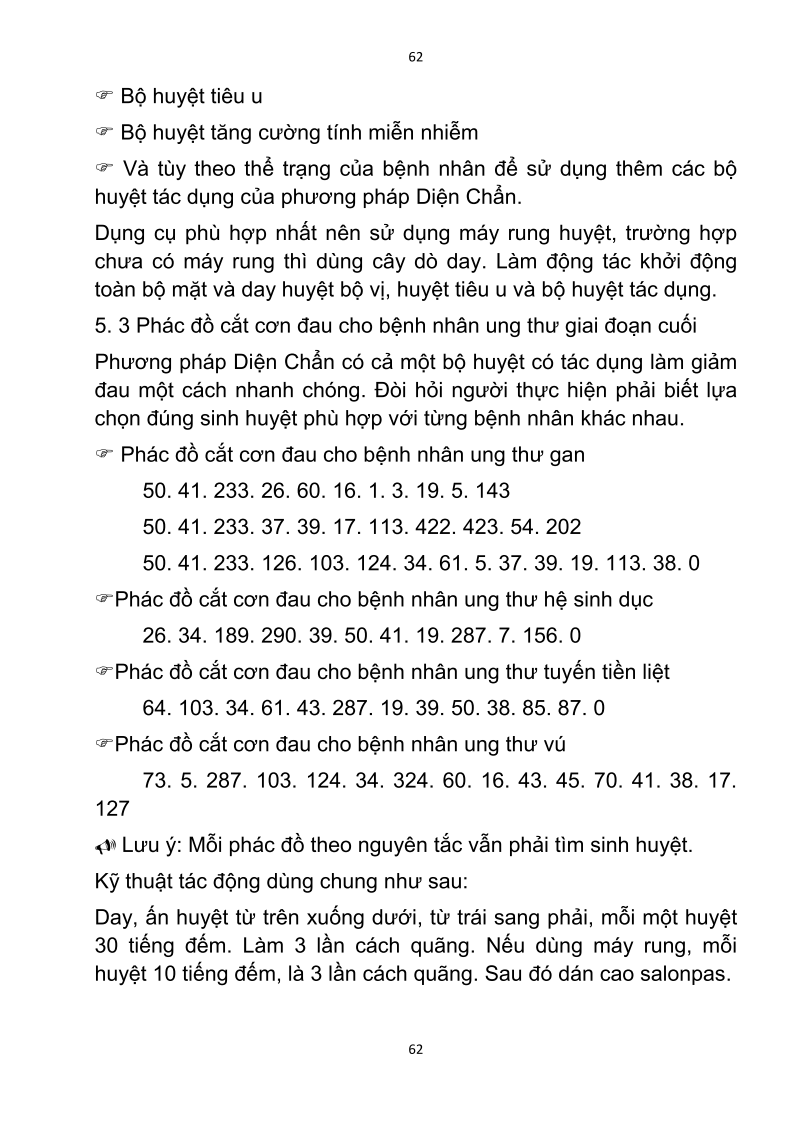 62
☞ Bộ huyệt tiêu u
☞ Bộ huyệt tăng cường tính miễn nhiễm
☞ Và tùy theo thể trạng của bệnh nhân để sử dụng thêm các bộ
huyệt tác dụng của phương pháp Diện Chẩn.
Dụng cụ phù hợp nhất nên sử dụng máy rung huyệt, trường hợp
chưa có máy rung thì dùng cây dò day. Làm động tác khởi động
toàn bộ mặt và day huyệt bộ vị, huyệt tiêu u và bộ huyệt tác dụng.
5. 3 Phác đồ cắt cơn đau cho bệnh nhân ung thư giai đoạn cuối
Phương pháp Diện Chẩn có cả một bộ huyệt có tác dụng làm giảm
đau một cách nhanh chóng. Đòi hỏi người thực hiện phải biết lựa
chọn đúng sinh huyệt phù hợp với từng bệnh nhân khác nhau.
☞ Phác đồ cắt cơn đau cho bệnh nhân ung thư gan
50. 41. 233. 26. 60. 16. 1. 3. 19. 5. 143
50. 41. 233. 37. 39. 17. 113. 422. 423. 54. 202
50. 41. 233. 126. 103. 124. 34. 61. 5. 37. 39. 19. 113. 38. 0
☞Phác đồ cắt cơn đau cho bệnh nhân ung thư hệ sinh dục
26. 34. 189. 290. 39. 50. 41. 19. 287. 7. 156. 0
☞Phác đồ cắt cơn đau cho bệnh nhân ung thư tuyến tiền liệt
64. 103. 34. 61. 43. 287. 19. 39. 50. 38. 85. 87. 0
☞Phác đồ cắt cơn đau cho bệnh nhân ung thư vú
73. 5. 287. 103. 124. 34. 324. 60. 16. 43. 45. 70. 41. 38. 17.
127
Lưu ý: Mỗi phác đồ theo nguyên tắc vẫn phải tìm sinh huyệt.
Kỹ thuật tác động dùng chung như sau:
Day, ấn huyệt từ trên xuống dưới, từ trái sang phải, mỗi một huyệt
30 tiếng đếm. Làm 3 lần cách quãng. Nếu dùng máy rung, mỗi
huyệt 10 tiếng đếm, là 3 lần cách quãng. Sau đó dán cao salonpas.
62